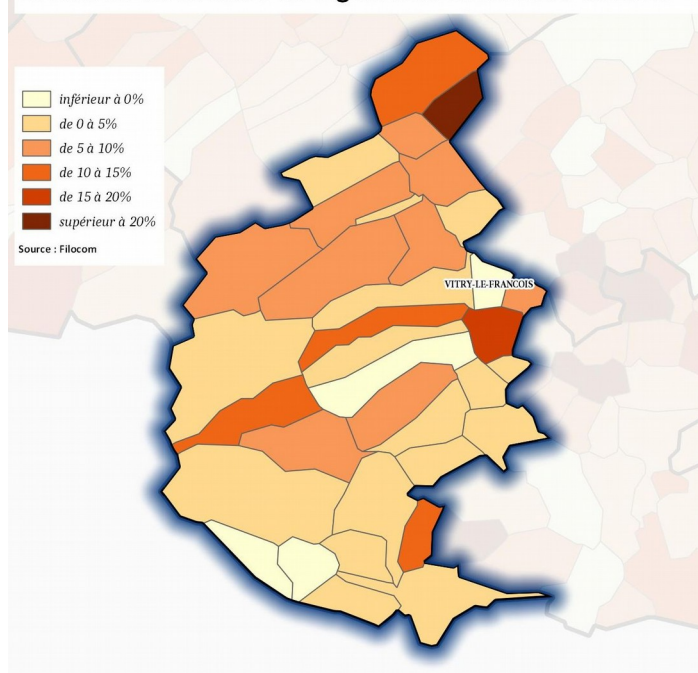 inférieur à 0%
de 0 à 5%
de 5 à 10%
de 10 à 15%
de 15 à 20%
supérieur à 20%
Source : Filocom
VITRY-LE-FRANCOIS